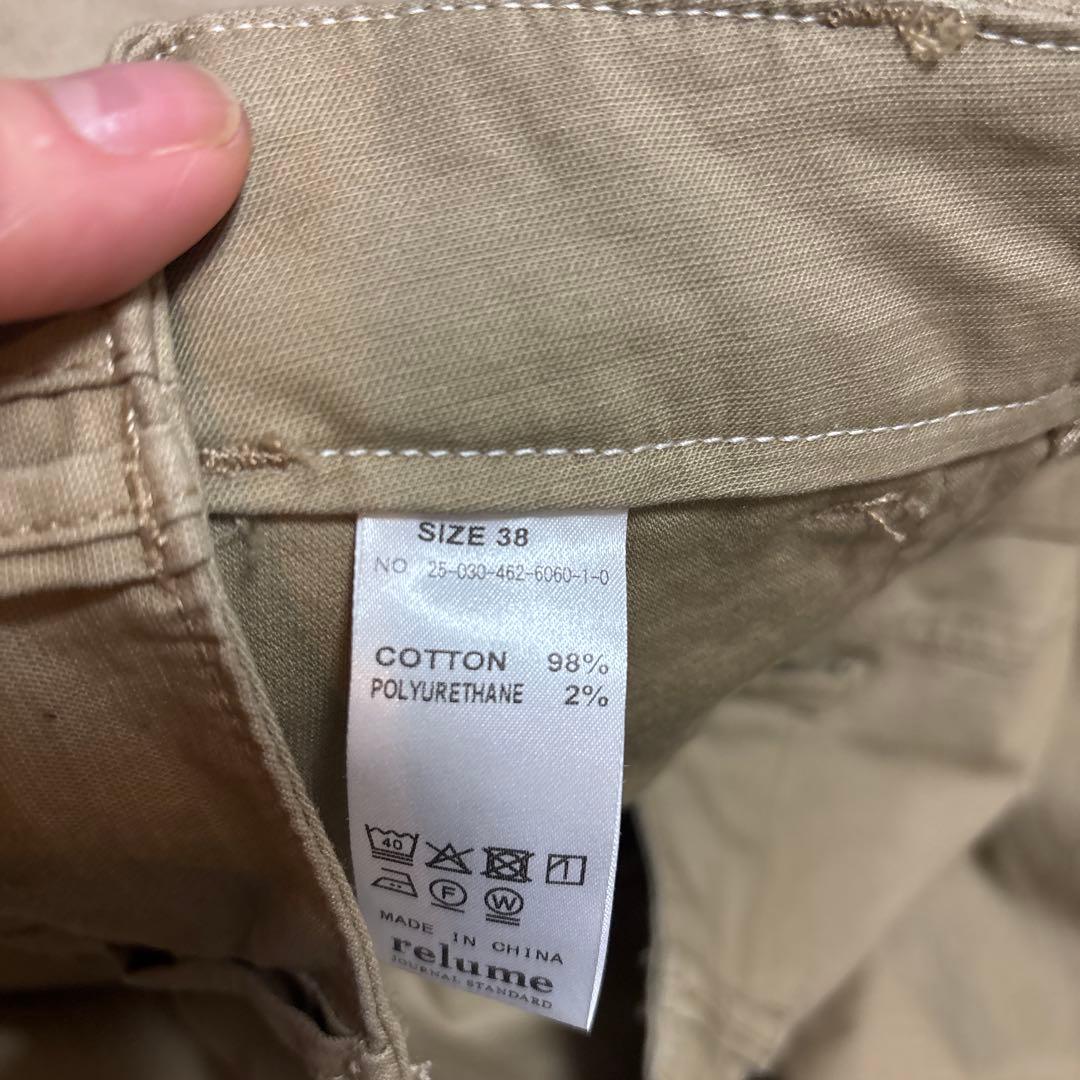 SIZE 38
NO 25-030-462-6060-1-0
COTTON 98%
POLYURETHANE 2%
40
F W
MADE IN CHINA
relume
JOURNAL STANDARD